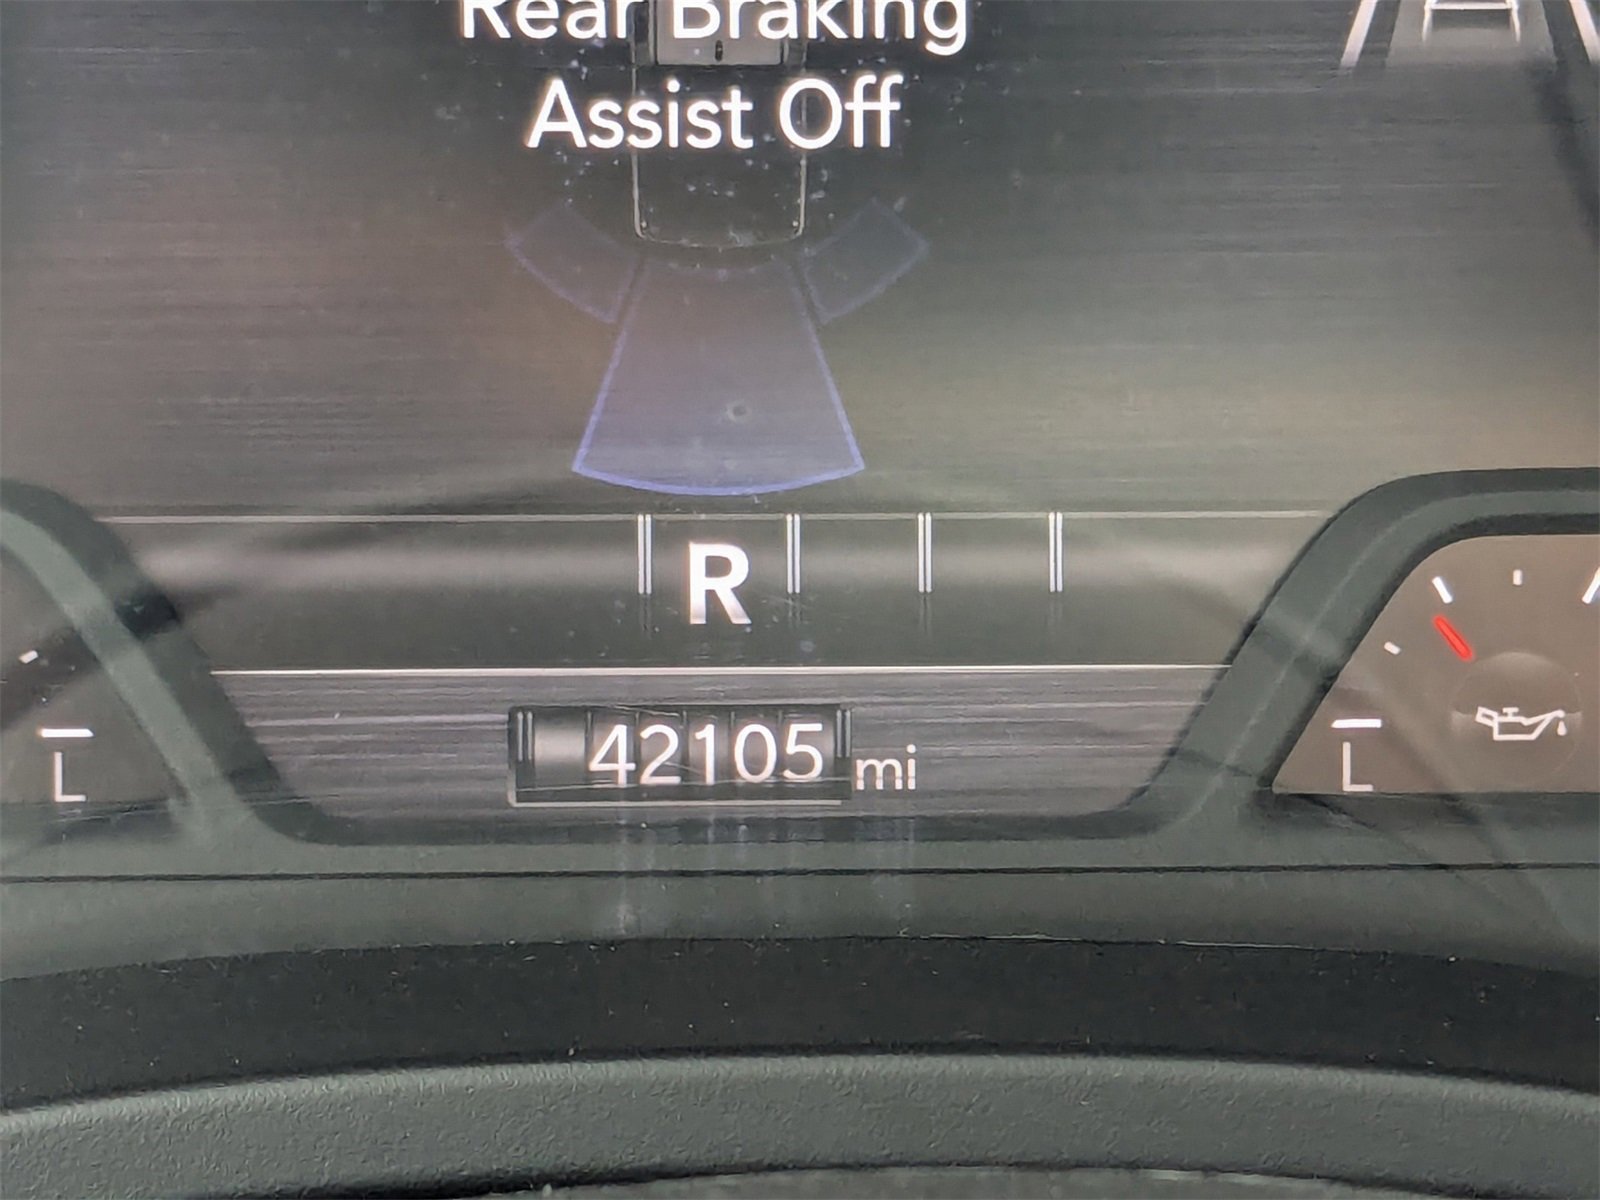 Rear Braking
Assist Off
R
42105 mi
L
L